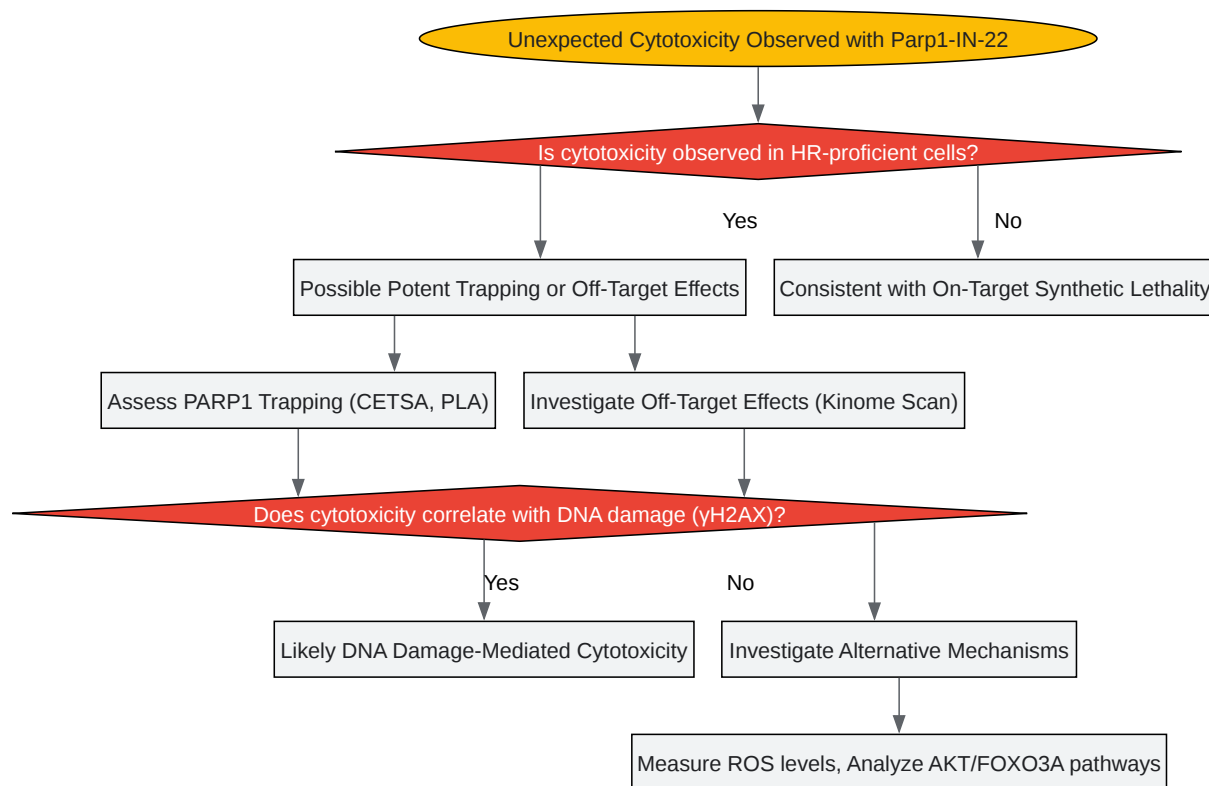 Unexpected Cytotoxicity Observed with Parp1-IN-22
Is cytotoxicity observed in HR-proficient cells?
Yes
No
Possible Potent Trapping or Off-Target Effects
Consistent with On-Target Synthetic Lethality
Assess PARP1 Trapping (CETSA, PLA)
Investigate Off-Target Effects (Kinome Scan)
Does cytotoxicity correlate with DNA damage (γH2AX)?
Yes
No
Likely DNA Damage-Mediated Cytotoxicity
Investigate Alternative Mechanisms
Measure ROS levels, Analyze AKT/FOXO3A pathways